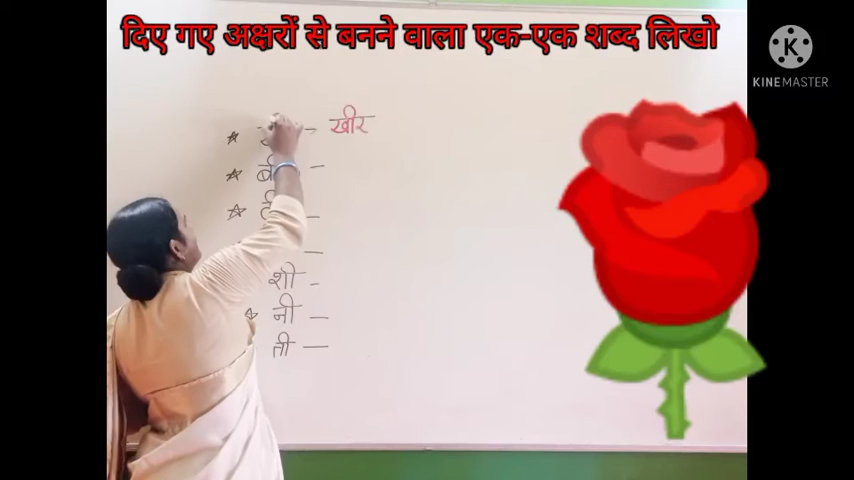 दिए गए अक्षरों से बनने वाला एक-एक शब्द लिखो
KINEMASTER
- खीर
बी -
-
-
शी -
नी -
ती -